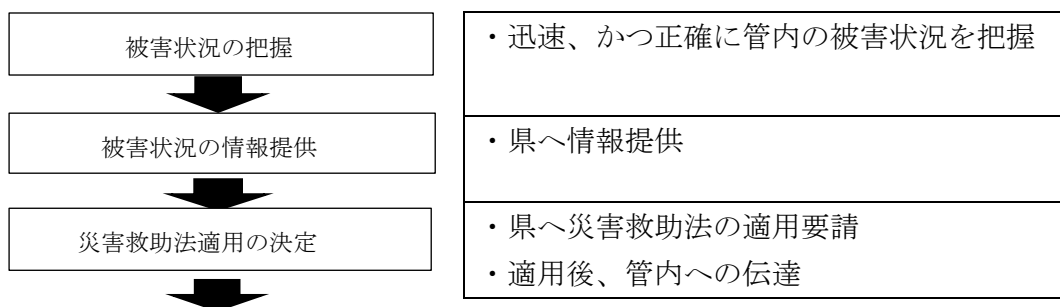 被害状況の把握
・迅速、かつ正確に管内の被害状況を把握
被害状況の情報提供
・県へ情報提供
災害救助法適用の決定
・県へ災害救助法の適用要請
・適用後、管内への伝達